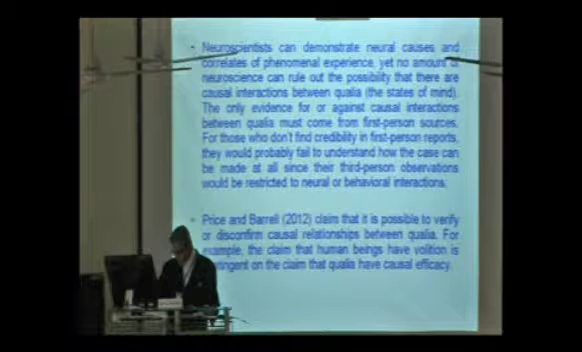 • Neuroscientists can demonstrate neural causes and
correlates of phenomenal experience, yet no amount of
neuroscience can rule out the possibility that there are
causal interactions between qualia (the states of mind).
The only evidence for or against causal interactions
between qualia must come from first-person sources.
For those who don't find credibility in first-person reports,
they would probably fail to understand how the case can
be made at all since their third-person observations
would be restricted to neural or behavioral interactions.
• Price and Barrell (2012) claim that it is possible to verify
or disconfirm causal relationships between qualia. For
example, the claim that human beings have volition is
contingent on the claim that qualia have causal efficacy.